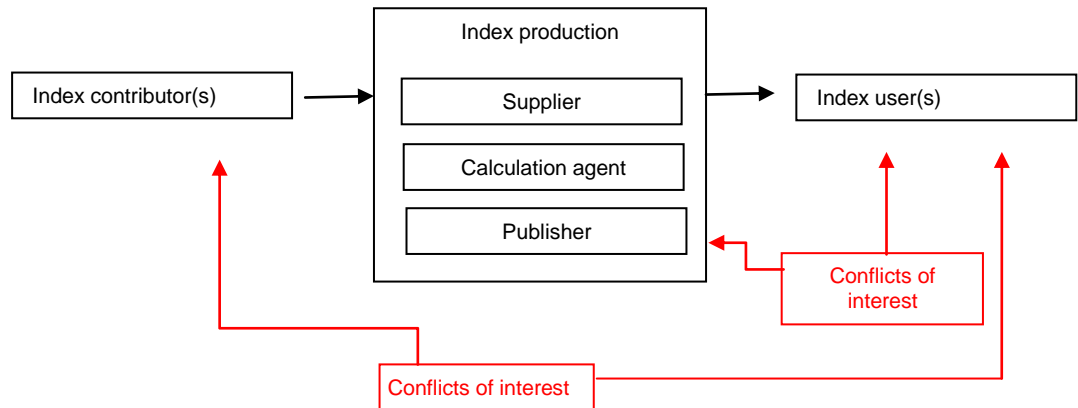 Index production
Index contributor(s)
Supplier
Index user(s)
Calculation agent
Publisher
Conflicts of
interest
Conflicts of interest